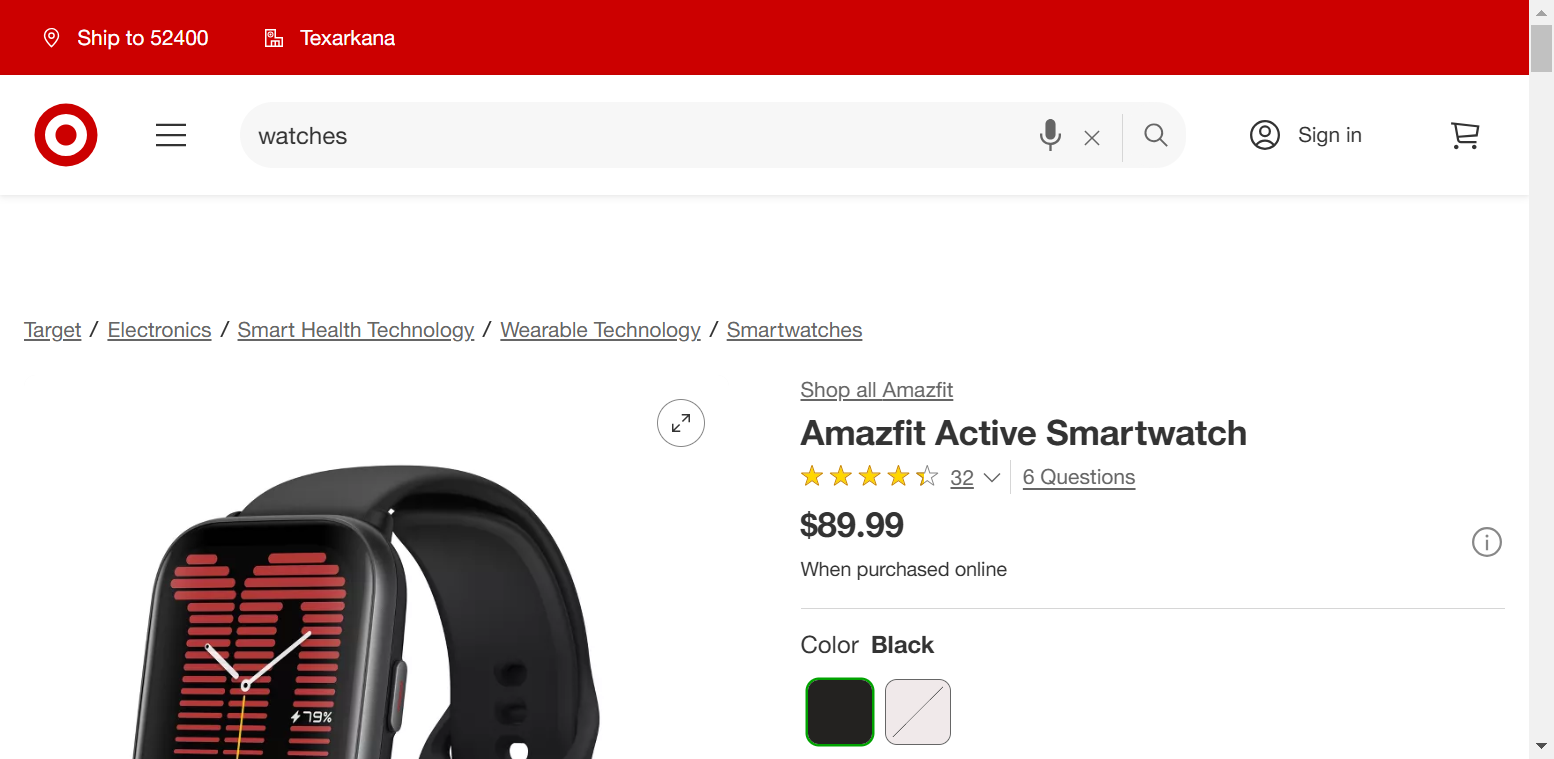 Ship to 52400
Texarkana
watches
Sign in
Target / Electronics / Smart Health Technology / Wearable Technology / Smartwatches
Shop all Amazfit
Amazfit Active Smartwatch
32
6 Questions
$89.99
When purchased online
Color Black
79%